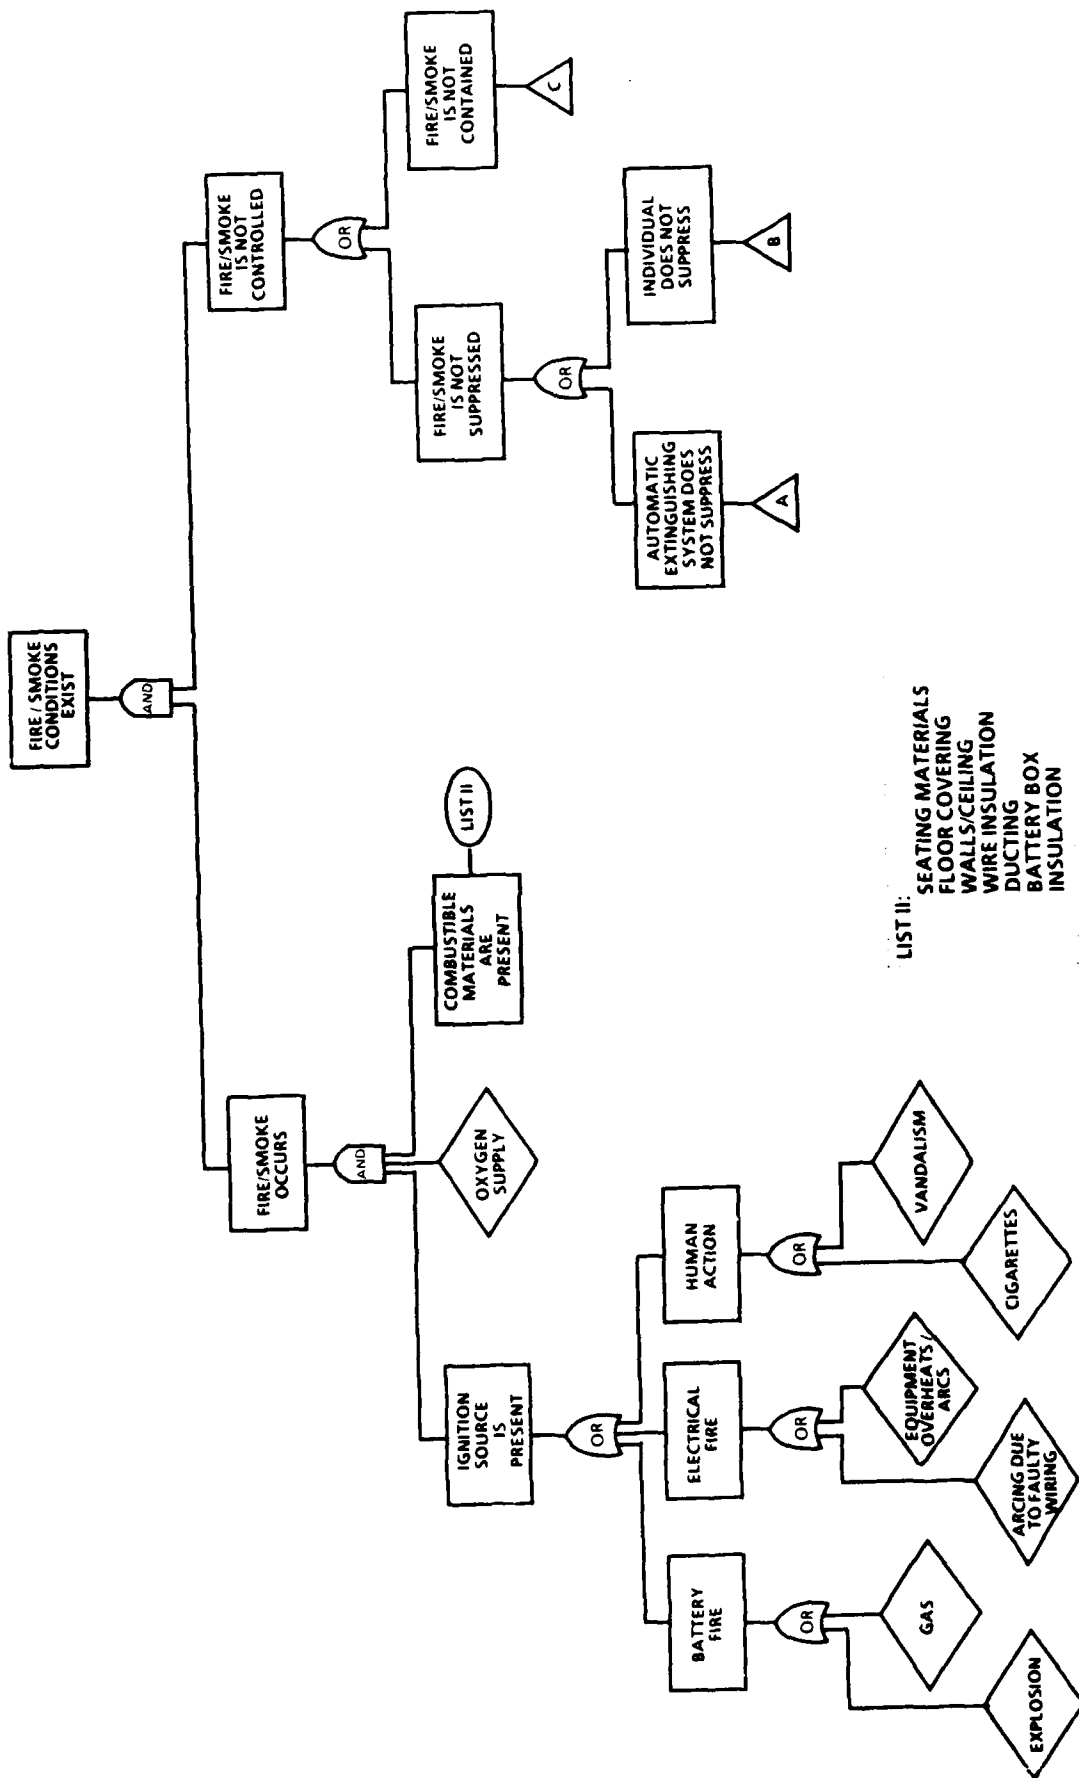 FIRE / SMOKE
CONDITIONS
EXIST
AND
FIRE/SMOKE
OCCURS
AND
FIRE/SMOKE
IS NOT
CONTROLLED
OR
IGNITION
SOURCE
IS
PRESENT
OR
OXYGEN
SUPPLY
COMBUSTIBLE
MATERIALS
ARE
PRESENT
LIST II
FIRE/SMOKE
IS NOT
SUPPRESSED
OR
FIRE/SMOKE
IS NOT
CONTAINED
C
BATTERY
FIRE
OR
ELECTRICAL
FIRE
OR
HUMAN
ACTION
OR
AUTOMATIC
EXTINGUISHING
SYSTEM DOES
NOT SUPPRESS
A
INDIVIDUAL
DOES NOT
SUPPRESS
B
EXPLOSION
GAS
ARCING DUE
TO FAULTY
WIRING
EQUIPMENT
OVERHEATS /
ARCS
CIGARETTES
VANDALISM
LIST II:
SEATING MATERIALS
FLOOR COVERING
WALLS/CEILING
WIRE INSULATION
DUCTING
BATTERY BOX
INSULATION